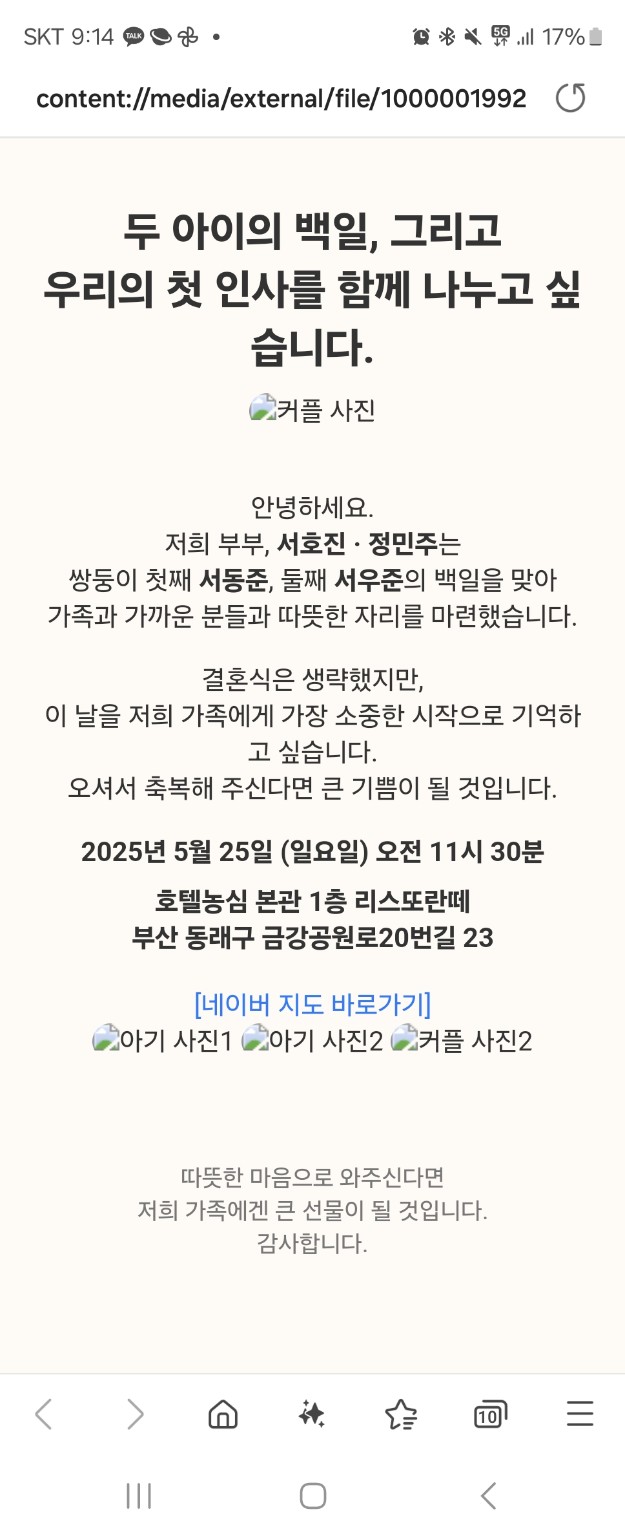 SKT 9:14 TALK 5G 17%
content://media/external/file/1000001992
두 아이의 백일, 그리고
우리의 첫 인사를 함께 나누고 싶
습니다.
커플 사진
안녕하세요.
저희 부부, 서호진 · 정민주는
쌍둥이 첫째 서동준, 둘째 서우준의 백일을 맞아
가족과 가까운 분들과 따뜻한 자리를 마련했습니다.
결혼식은 생략했지만,
이 날을 저희 가족에게 가장 소중한 시작으로 기억하
고 싶습니다.
오셔서 축복해 주신다면 큰 기쁨이 될 것입니다.
2025년 5월 25일 (일요일) 오전 11시 30분
호텔농심 본관 1층 리스또란떼
부산 동래구 금강공원로20번길 23
[네이버 지도 바로가기]
아기 사진1 아기 사진2 커플 사진2
따뜻한 마음으로 와주신다면
저희 가족에겐 큰 선물이 될 것입니다.
감사합니다.
10